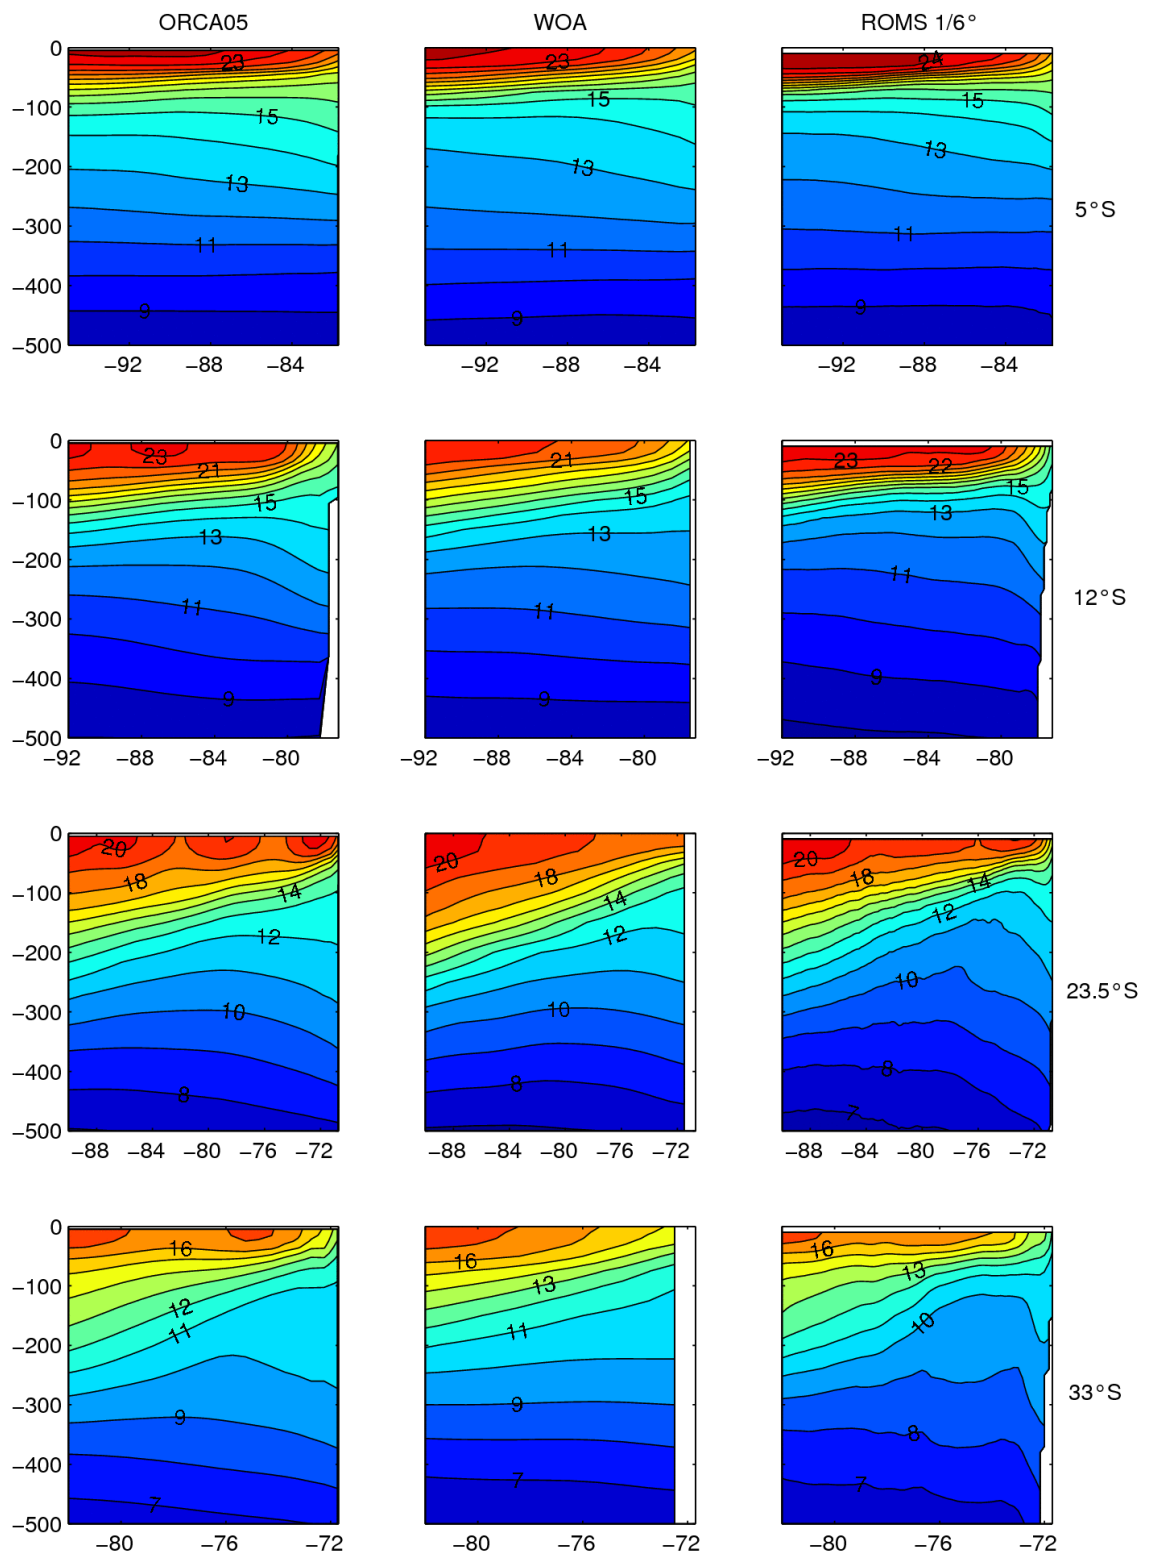 ORCA05 WOA ROMS 1/6°
0 23 23 24
−100 15 15 15
−200 13 13 13
−300 11 11 11
−400 9 9 9
−500
−92 −88 −84 −92 −88 −84 −92 −88 −84
5°S
0 23 21 21 23 22
−100 15 15 15
−200 13 13 13
−300 11 11 11
−400 9 9 9
−500
−92 −88 −84 −80 −92 −88 −84 −80 −92 −88 −84 −80
12°S
0 20 20 20
−100 18 14 18 14 18 14
−200 12 12 12
−300 10 10 10
−400 8 8 8
−500 7
−88 −84 −80 −76 −72 −88 −84 −80 −76 −72 −88 −84 −80 −76 −72
23.5°S
0 16 16 16
−100 12 13 13
−200 11 11 10
−300 9 9 8
−400 7 7 7
−500
−80 −76 −72 −80 −76 −72 −80 −76 −72
33°S